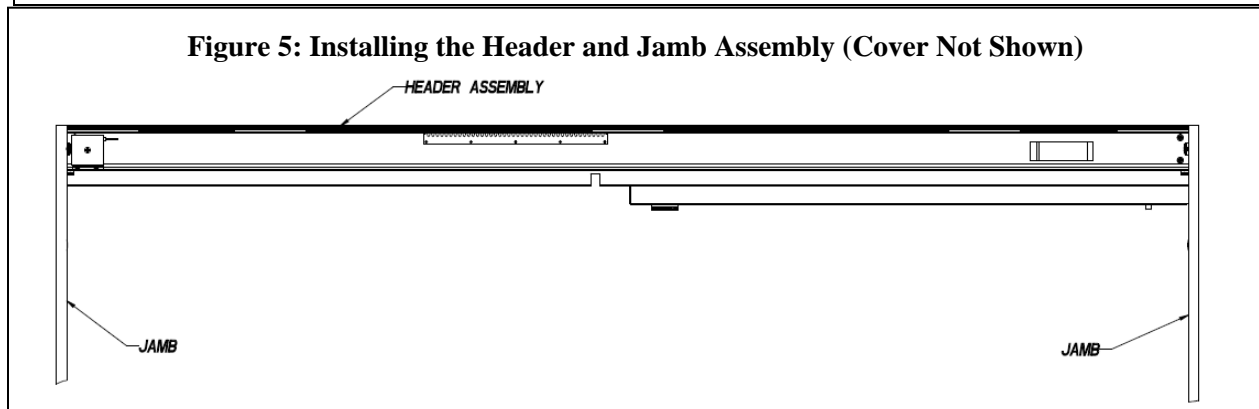 Figure 5: Installing the Header and Jamb Assembly (Cover Not Shown)
HEADER ASSEMBLY
JAMB
JAMB